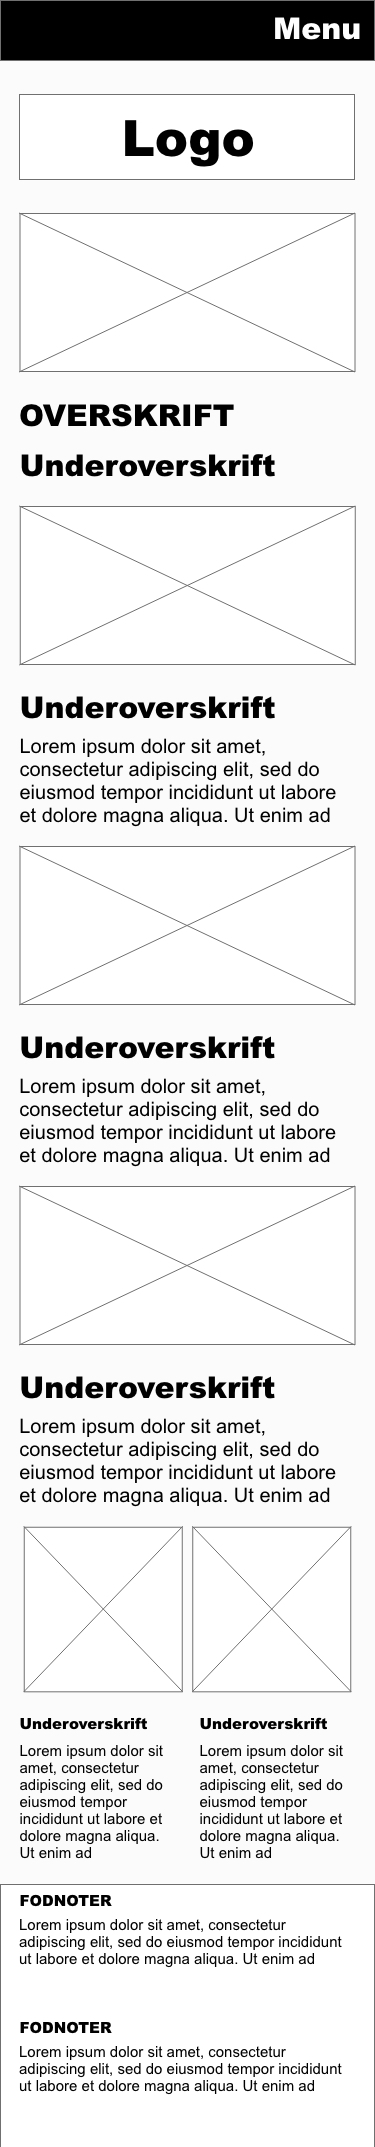 Menu
Logo
OVERSKRIFT
Underoverskrift
Underoverskrift
Lorem ipsum dolor sit amet,
consectetur adipiscing elit, sed do
eiusmod tempor incididunt ut labore
et dolore magna aliqua. Ut enim ad
Underoverskrift
Lorem ipsum dolor sit amet,
consectetur adipiscing elit, sed do
eiusmod tempor incididunt ut labore
et dolore magna aliqua. Ut enim ad
Underoverskrift
Lorem ipsum dolor sit amet,
consectetur adipiscing elit, sed do
eiusmod tempor incididunt ut labore
et dolore magna aliqua. Ut enim ad
Underoverskrift
Lorem ipsum dolor sit
amet, consectetur
adipiscing elit, sed do
eiusmod tempor
incididunt ut labore et
dolore magna aliqua.
Ut enim ad
Underoverskrift
Lorem ipsum dolor sit
amet, consectetur
adipiscing elit, sed do
eiusmod tempor
incididunt ut labore et
dolore magna aliqua.
Ut enim ad
FODNOTER
Lorem ipsum dolor sit amet, consectetur
adipiscing elit, sed do eiusmod tempor incididunt
ut labore et dolore magna aliqua. Ut enim ad
FODNOTER
Lorem ipsum dolor sit amet, consectetur
adipiscing elit, sed do eiusmod tempor incididunt
ut labore et dolore magna aliqua. Ut enim ad